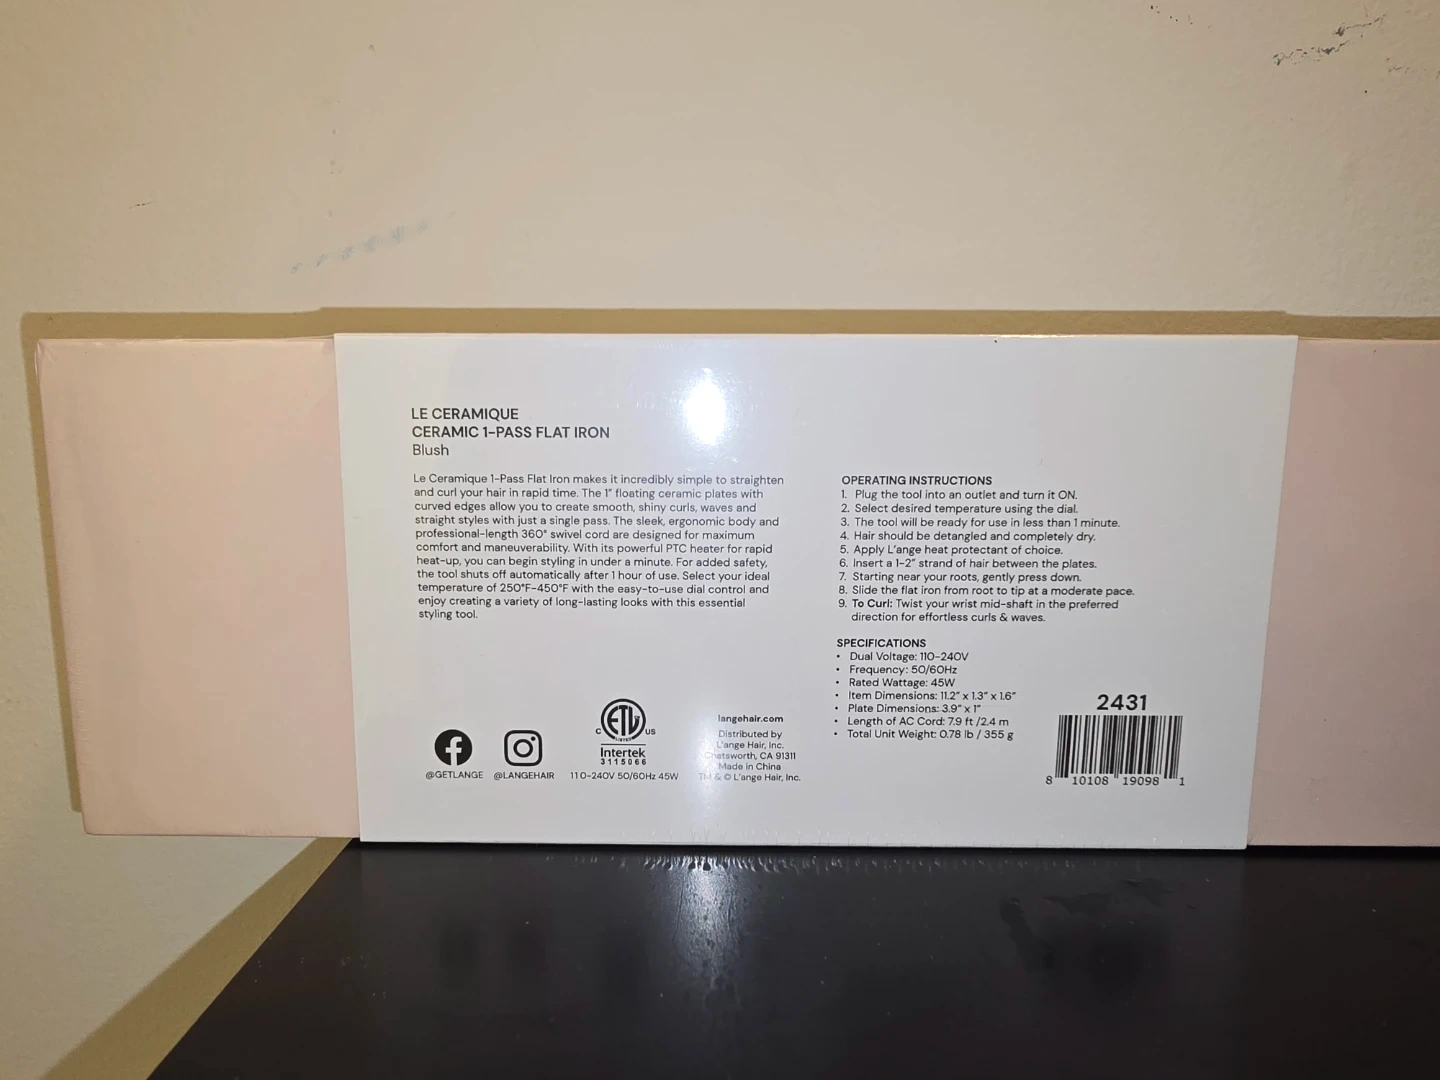 LE CERAMIQUE
CERAMIC 1-PASS FLAT IRON
Blush
Le Ceramique 1-Pass Flat Iron makes it incredibly simple to straighten
and curl your hair in rapid time. The 1" floating ceramic plates with
curved edges allow you to create smooth, shiny curls, waves and
straight styles with just a single pass. The sleek, ergonomic body and
professional-length 360° swivel cord are designed for maximum
comfort and maneuverability. With its powerful PTC heater for rapid
heat-up, you can begin styling in under a minute. For added safety,
the tool shuts off automatically after 1 hour of use. Select your ideal
temperature of 250°F-450°F with the easy-to-use dial control and
enjoy creating a variety of long-lasting looks with this essential
styling tool.
@GETLANGE
@LANGEHAIR
ETL
LISTED
C US
Intertek
3115066
110-240V 50/60Hz 45W
langehair.com
Distributed by
L'ange Hair, Inc.
Chatsworth, CA 91311
Made in China
TM & © L'ange Hair, Inc.
OPERATING INSTRUCTIONS
1. Plug the tool into an outlet and turn it ON.
2. Select desired temperature using the dial.
3. The tool will be ready for use in less than 1 minute.
4. Hair should be detangled and completely dry.
5. Apply L'ange heat protectant of choice.
6. Insert a 1-2" strand of hair between the plates.
7. Starting near your roots, gently press down.
8. Slide the flat iron from root to tip at a moderate pace.
9. To Curl: Twist your wrist mid-shaft in the preferred
direction for effortless curls & waves.
SPECIFICATIONS
• Dual Voltage: 110-240V
• Frequency: 50/60Hz
• Rated Wattage: 45W
• Item Dimensions: 11.2" x 1.3" x 1.6"
• Plate Dimensions: 3.9" x 1"
• Length of AC Cord: 7.9 ft /2.4 m
• Total Unit Weight: 0.78 lb / 355 g
2431
8 10108 19098 1